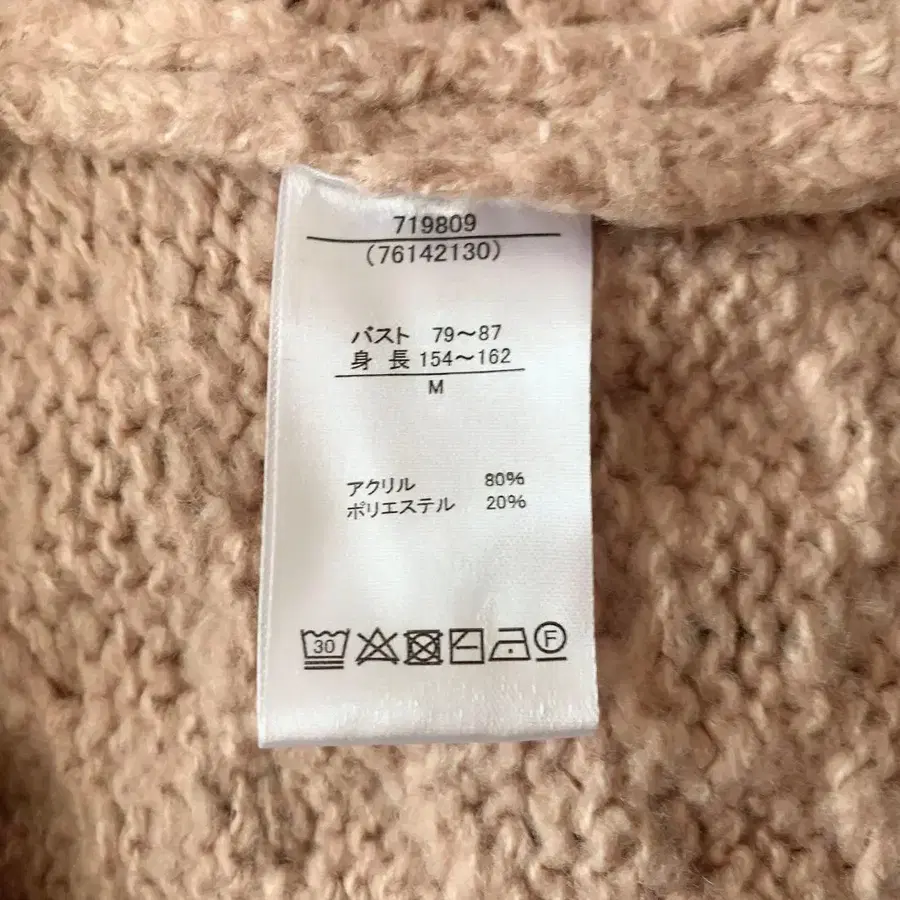 719809
(76142130)
バスト 79～87
身長 154～162
M
アクリル 80%
ポリエステル 20%
30 F